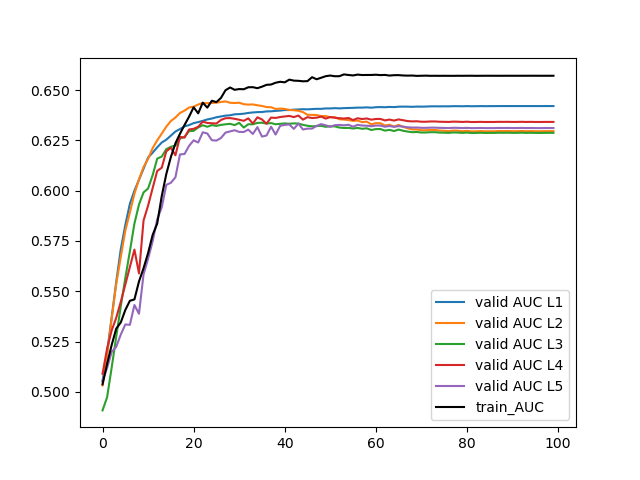 0.650
0.625
0.600
0.575
0.550
0.525
0.500
0 20 40 60 80 100
valid AUC L1
valid AUC L2
valid AUC L3
valid AUC L4
valid AUC L5
train_AUC